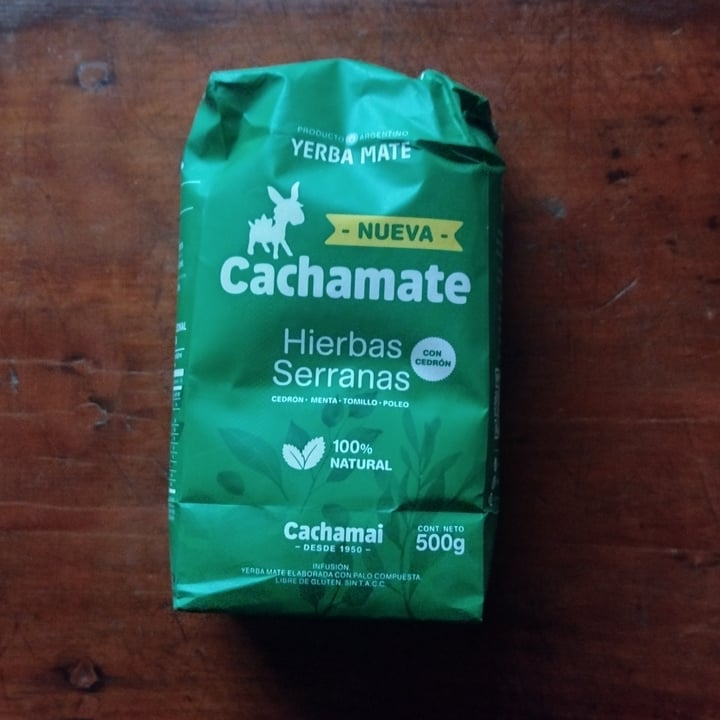 PRODUCTO ARGENTINO
YERBA MATE
- NUEVA -
Cachamate
Hierbas
Serranas
CON
CEDRÓN
CEDRON · MENTA · TOMILLO · POLEO
100%
NATURAL
Cachamai
- DESDE 1950 -
CONT. NETO
500g
INFUSIÓN.
YERBA MATE ELABORADA CON PALO COMPUESTA.
LIBRE DE GLUTEN. SIN T.A.C.C.